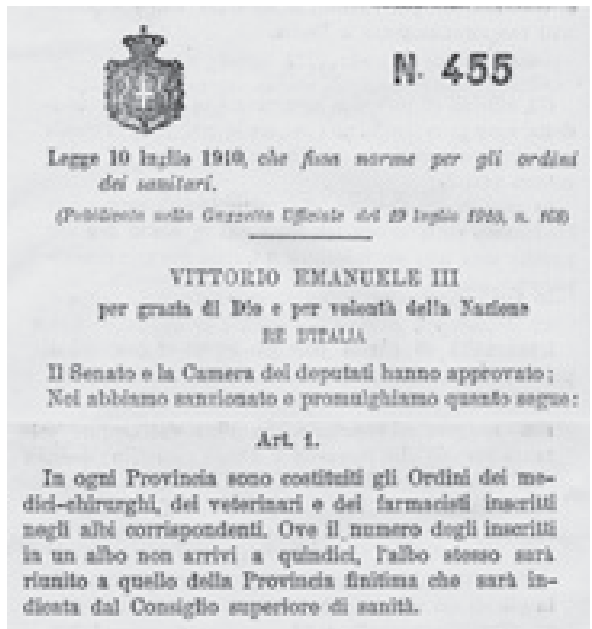 N. 455
Legge 10 luglio 1910, che fissa norme per gli ordini
dei sanitari.
(Pubblicata nella Gazzetta Ufficiale del 19 luglio 1910, n. 168)
VITTORIO EMANUELE III
per grazia di Dio e per volontà della Nazione
RE D'ITALIA
Il Senato e la Camera dei deputati hanno approvato;
Noi abbiamo sanzionato e promulghiamo quanto segue:
Art. 1.
In ogni Provincia sono costituiti gli Ordini dei me-
dici-chirurghi, dei veterinari e dei farmacisti inscritti
negli albi corrispondenti. Ove il numero degli inscritti
in un albo non arrivi a quindici, l'albo stesso sarà
riunito a quello della Provincia finitima che sarà in-
dicata dal Consiglio superiore di sanità.